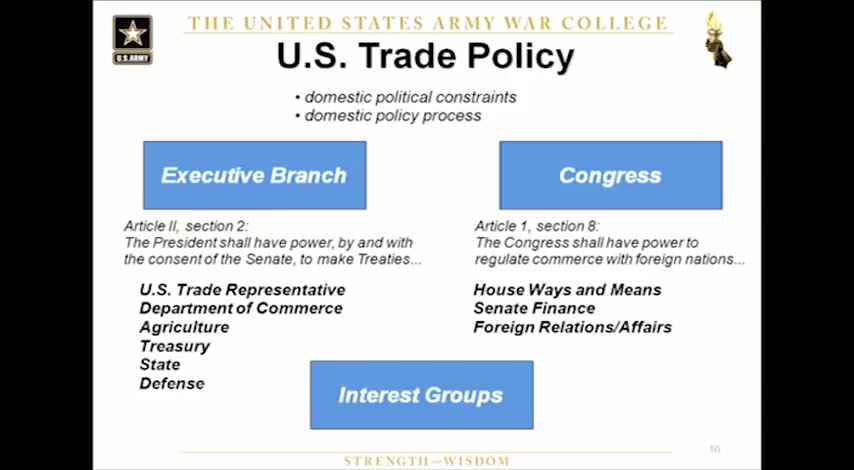 THE UNITED STATES ARMY WAR COLLEGE
U.S. ARMY
U.S. Trade Policy
• domestic political constraints
• domestic policy process
Executive Branch
Article II, section 2:
The President shall have power, by and with
the consent of the Senate, to make Treaties...
U.S. Trade Representative
Department of Commerce
Agriculture
Treasury
State
Defense
Congress
Article 1, section 8:
The Congress shall have power to
regulate commerce with foreign nations...
House Ways and Means
Senate Finance
Foreign Relations/Affairs
Interest Groups
STRENGTH—WISDOM
16